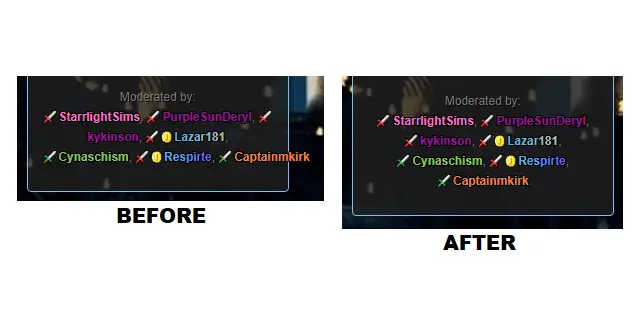 Moderated by:
StarrlightSims, PurpleSunDeryl,
kykinson, Lazar181,
Cynaschism, Respirte, Captainmkirk
BEFORE
Moderated by:
StarrlightSims, PurpleSunDeryl,
kykinson, Lazar181,
Cynaschism, Respirte,
Captainmkirk
AFTER